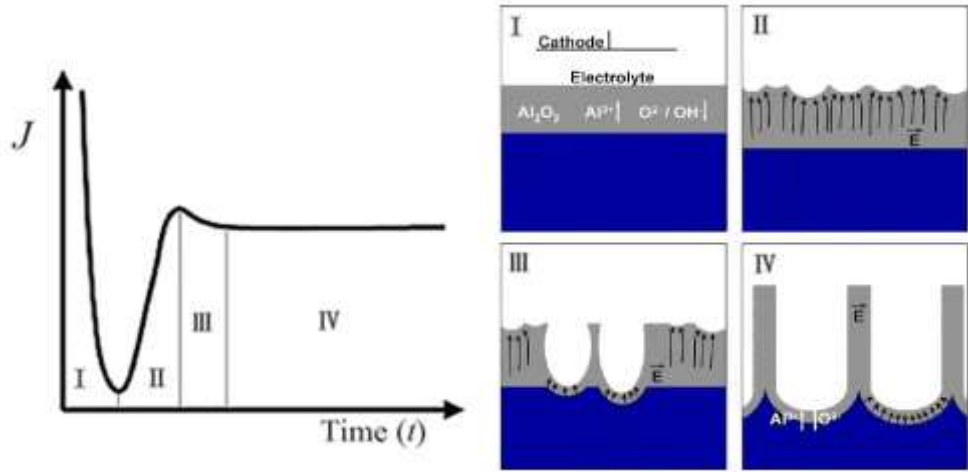 J
I
II
III
IV
Time (t)
I
Cathode
Electrolyte
Al₂O₃ Al³⁺ O²⁻/ OH⁻
II
E
III
E
IV
E
Al³⁺ O²⁻